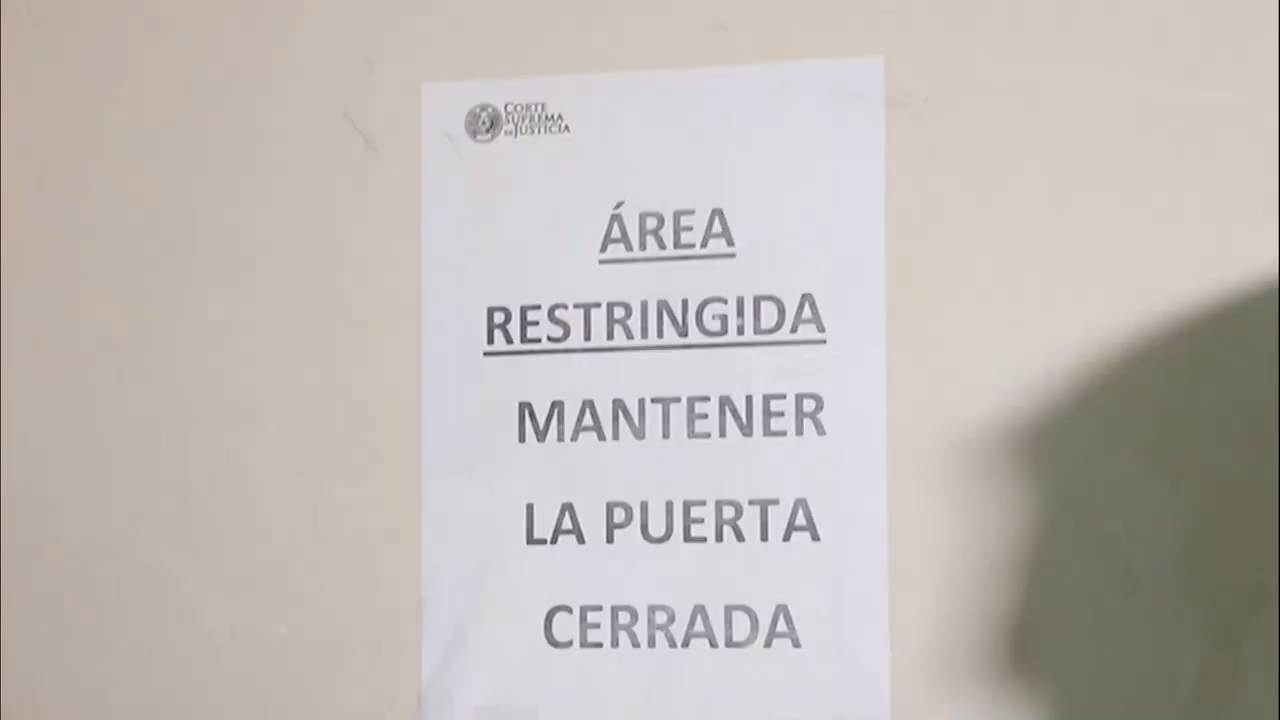 CORTE
SUPREMA
DE JUSTICIA
ÁREA
RESTRINGIDA
MANTENER
LA PUERTA
CERRADA